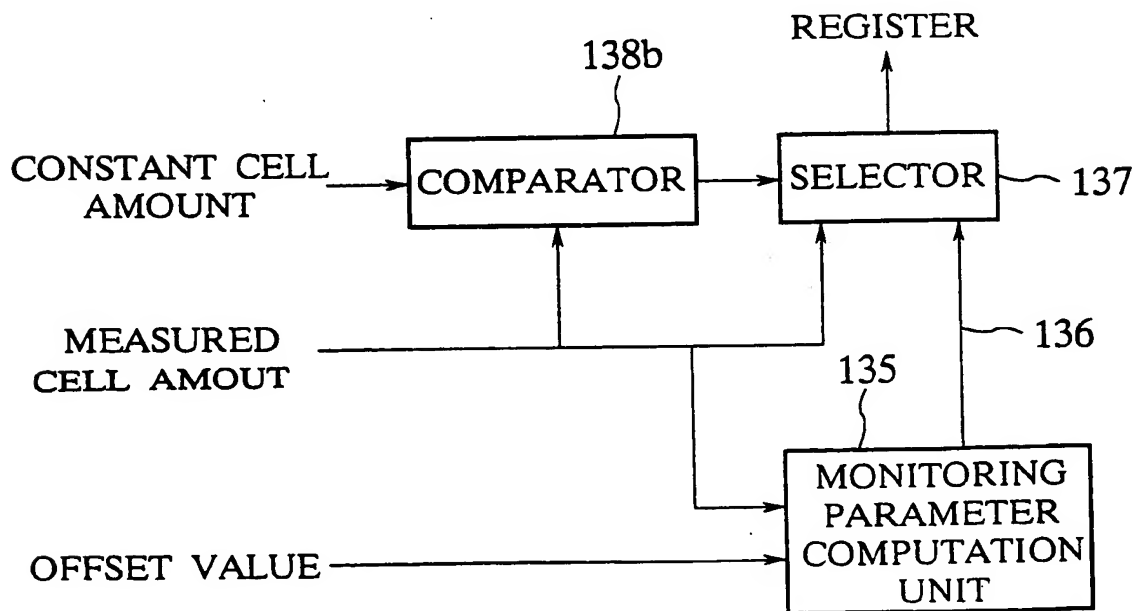 REGISTER
138b
CONSTANT CELL
AMOUNT
COMPARATOR
SELECTOR
137
MEASURED
CELL AMOUT
136
135
MONITORING
PARAMETER
COMPUTATION
UNIT
OFFSET VALUE